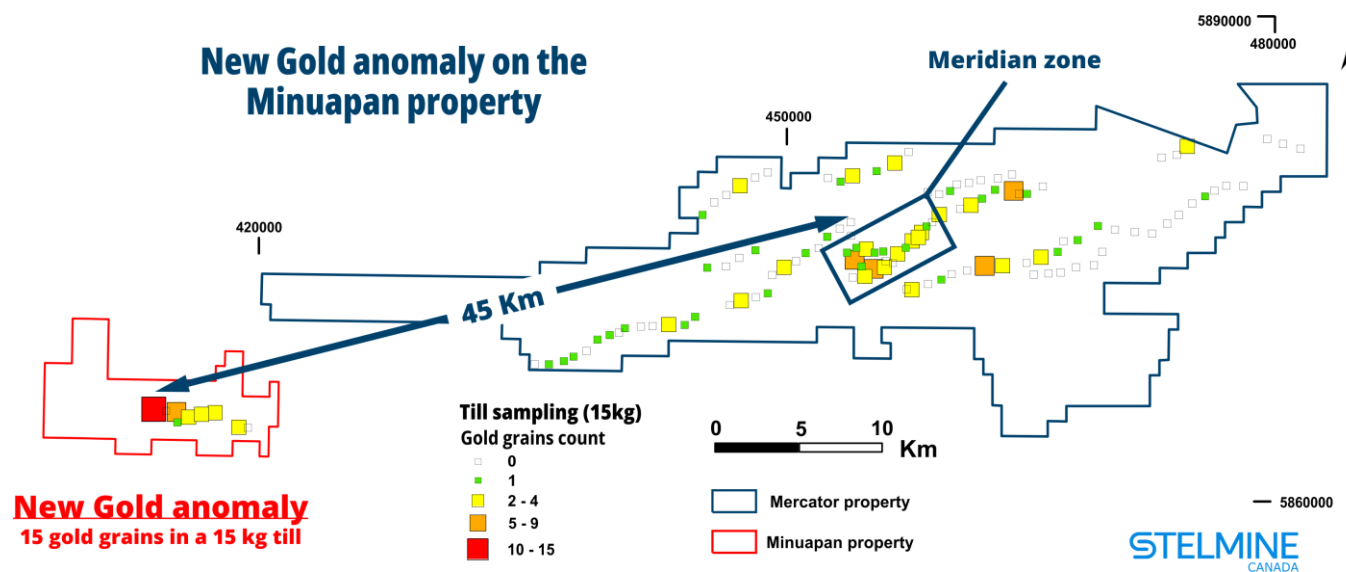 New Gold anomaly on the
Minuapan property
Meridian zone
5890000
480000
450000
420000
45 Km
Till sampling (15kg)
Gold grains count
0
1
2 - 4
5 - 9
10 - 15
0 5 10
Km
Mercator property
Minuapan property
5860000
New Gold anomaly
15 gold grains in a 15 kg till
STELMINE
CANADA